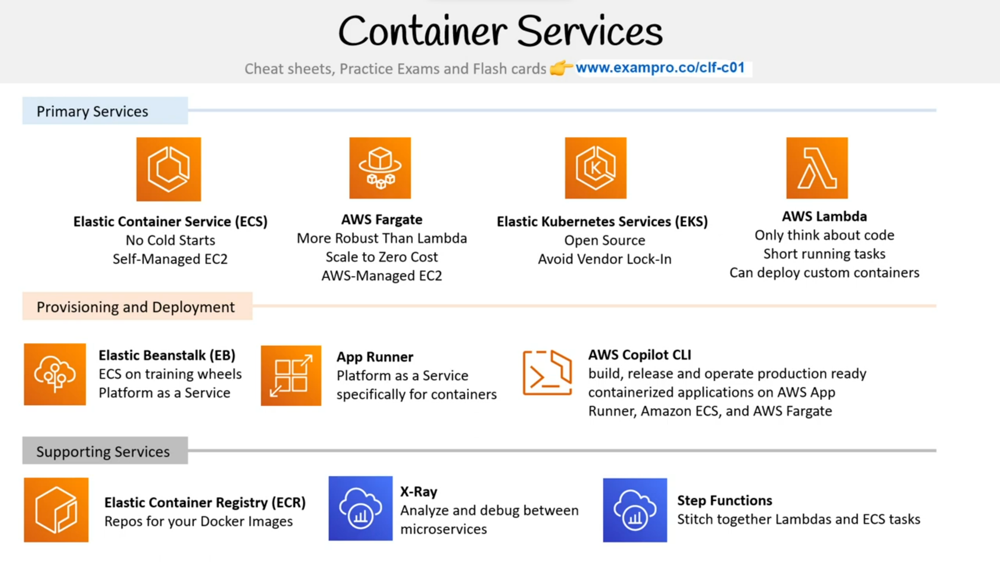 Container Services
Cheat sheets, Practice Exams and Flash cards 👉 www.exampro.co/clf-c01
Primary Services
Elastic Container Service (ECS)
No Cold Starts
Self-Managed EC2
AWS Fargate
More Robust Than Lambda
Scale to Zero Cost
AWS-Managed EC2
K
Elastic Kubernetes Services (EKS)
Open Source
Avoid Vendor Lock-In
AWS Lambda
Only think about code
Short running tasks
Can deploy custom containers
Provisioning and Deployment
Elastic Beanstalk (EB)
ECS on training wheels
Platform as a Service
App Runner
Platform as a Service
specifically for containers
AWS Copilot CLI
build, release and operate production ready
containerized applications on AWS App
Runner, Amazon ECS, and AWS Fargate
Supporting Services
Elastic Container Registry (ECR)
Repos for your Docker Images
X-Ray
Analyze and debug between
microservices
Step Functions
Stitch together Lambdas and ECS tasks